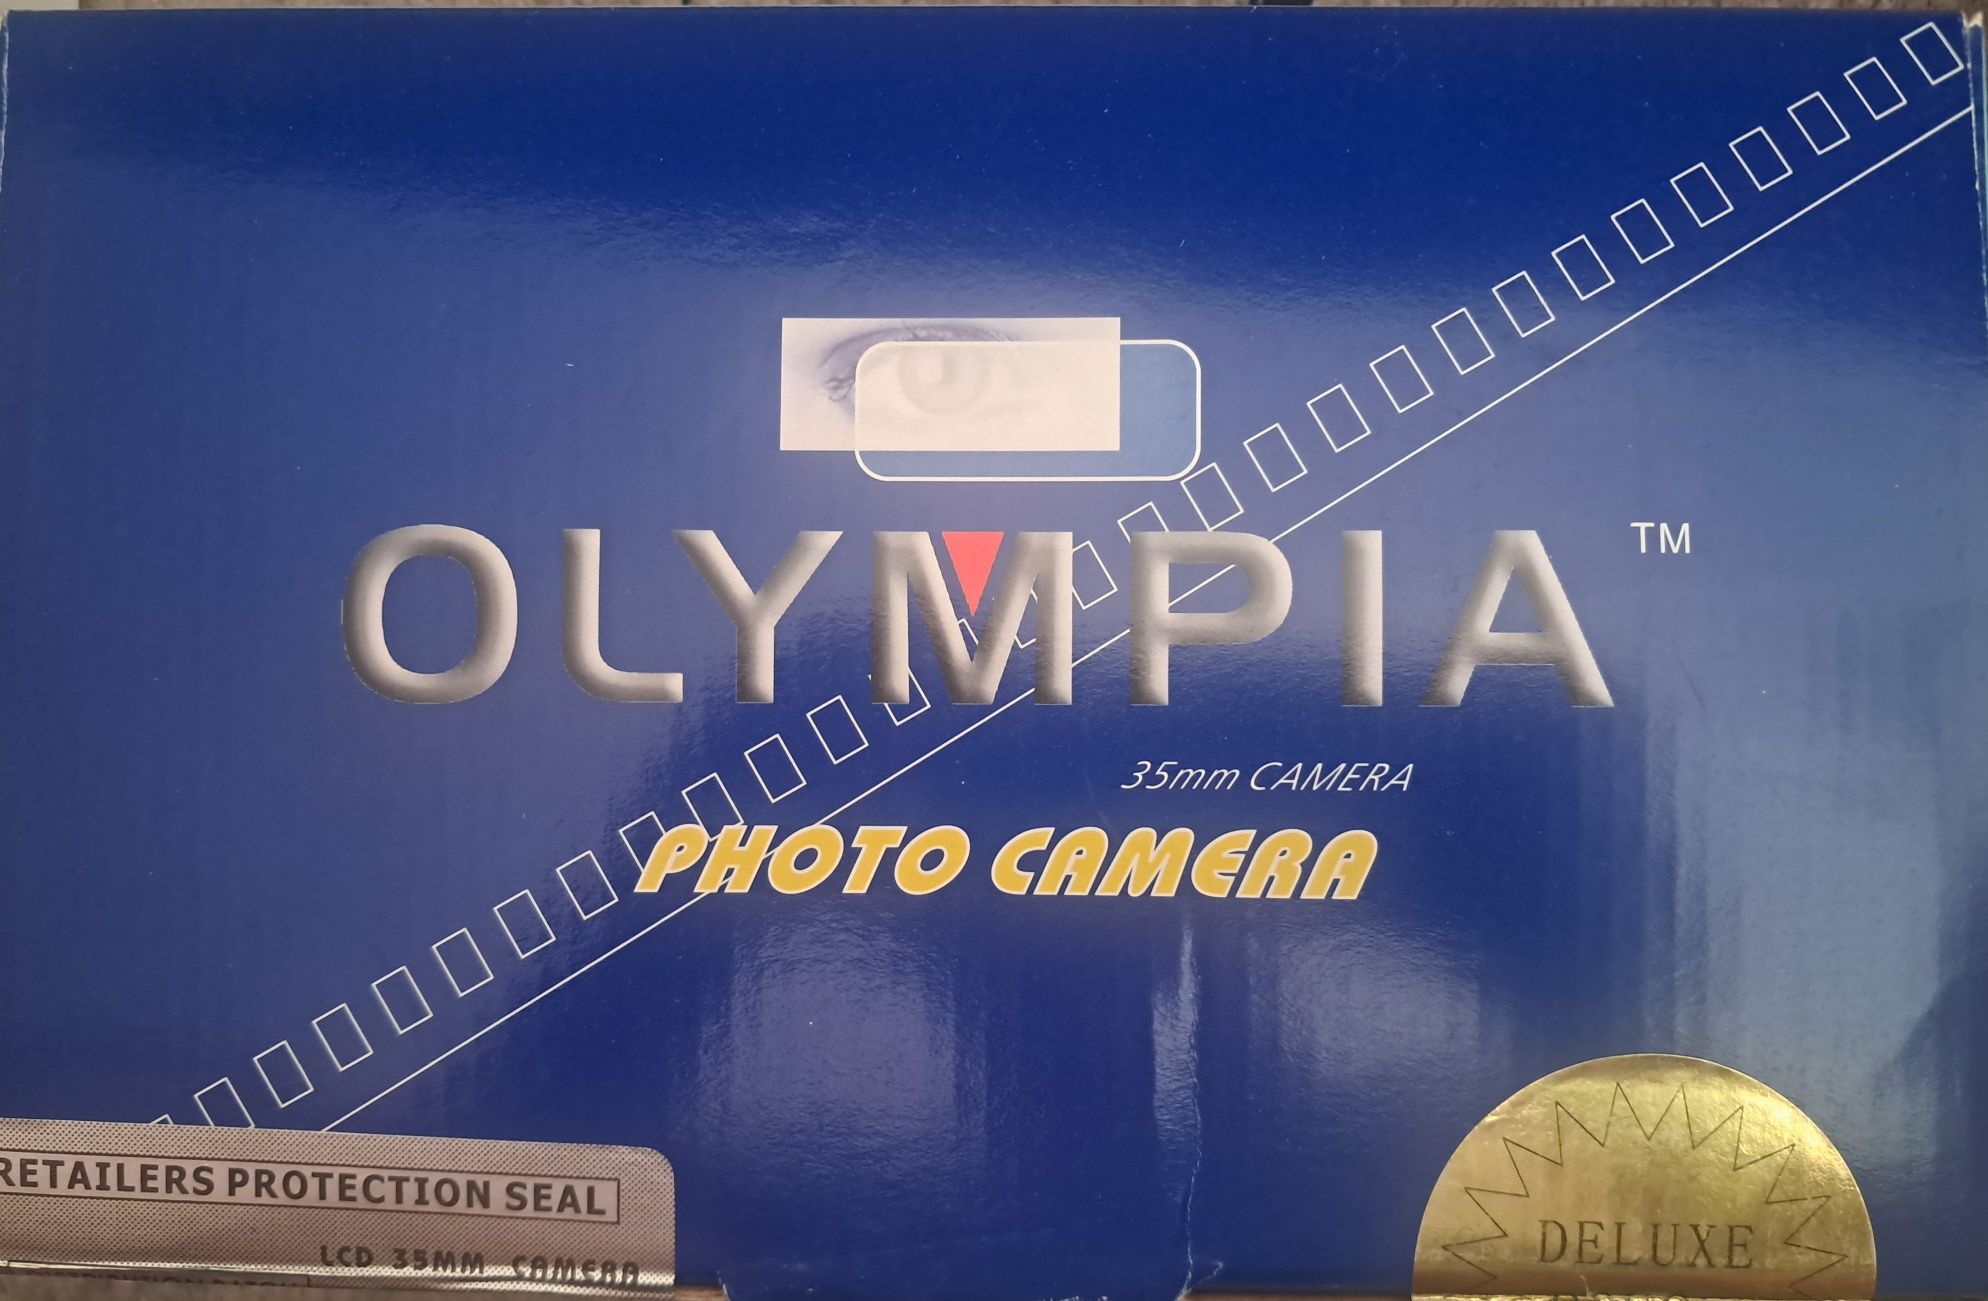 OLYMPIA TM
35mm CAMERA
PHOTO CAMERA
RETAILERS PROTECTION SEAL
LCD 35MM CAMERA
DELUXE